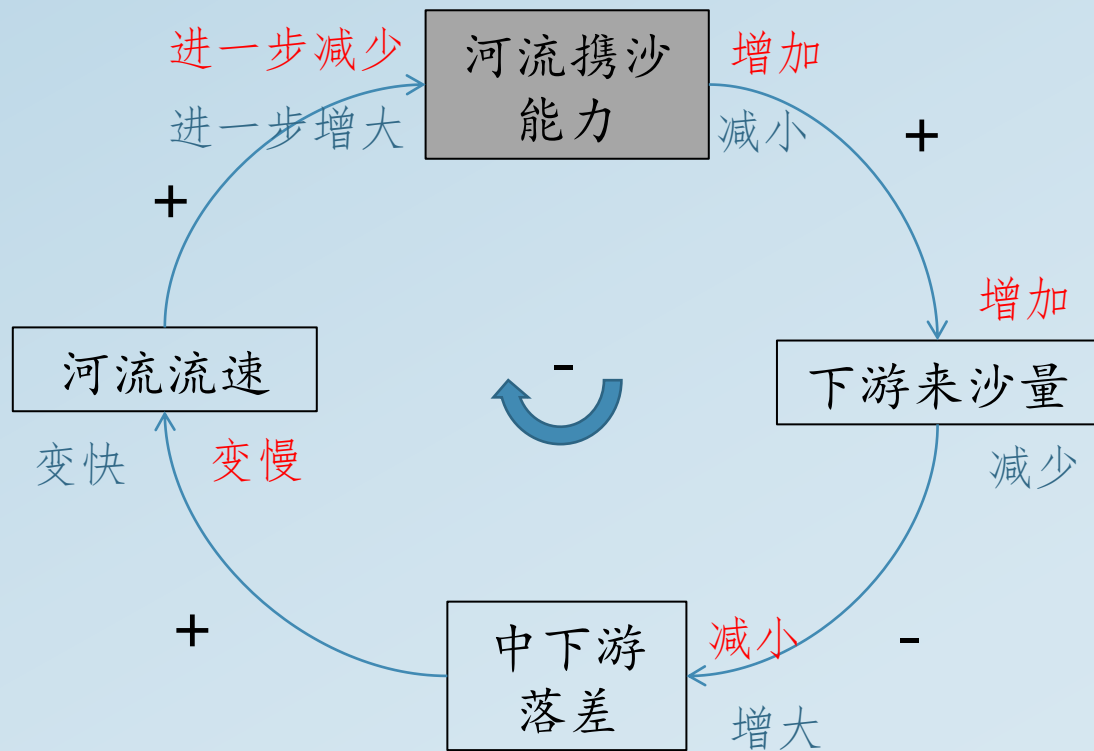 进一步减少
进一步增大
河流携沙
能力
增加
减小
+
+
增加
下游来沙量
减少
-
河流流速
变快
变慢
+
中下游
落差
减小
增大
-